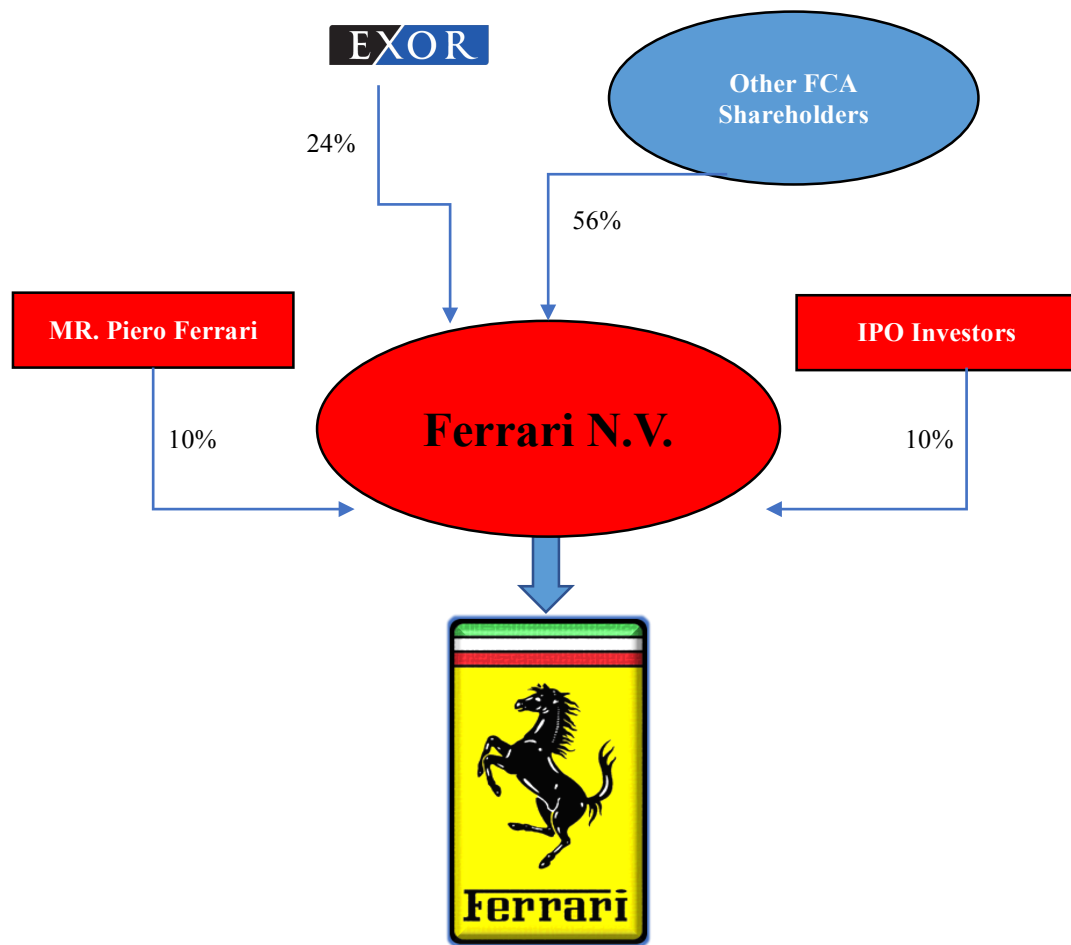 EXOR
Other FCA
Shareholders
24%
56%
MR. Piero Ferrari
IPO Investors
Ferrari N.V.
10%
10%
Ferrari